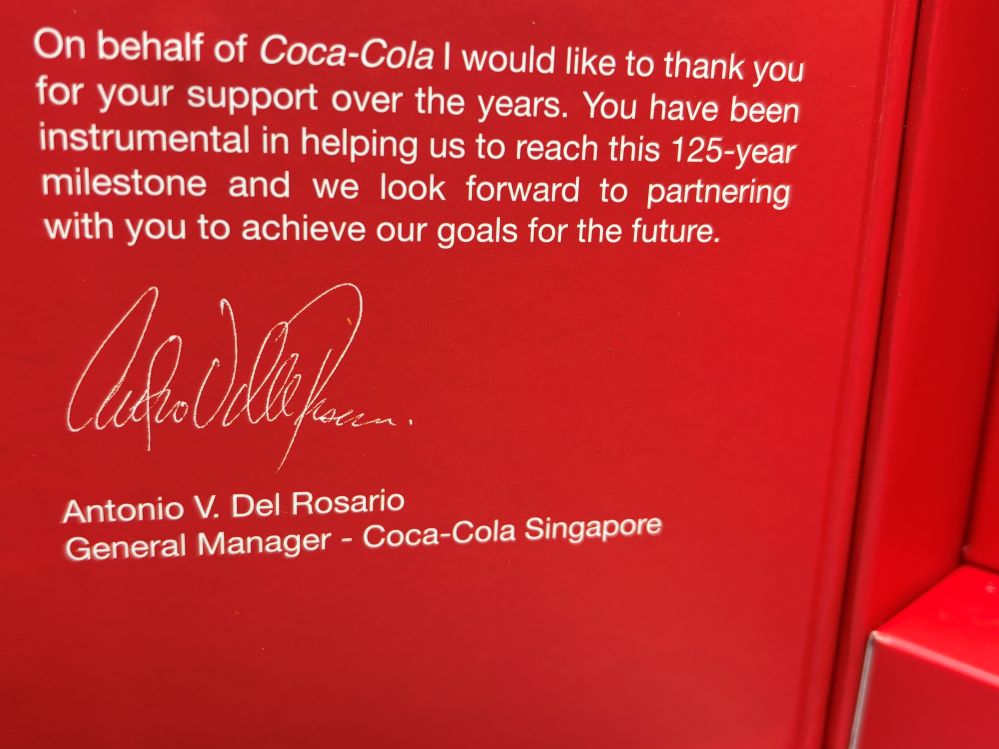 On behalf of Coca-Cola I would like to thank you
for your support over the years. You have been
instrumental in helping us to reach this 125-year
milestone and we look forward to partnering
with you to achieve our goals for the future.
Antonio V. Del Rosario
General Manager - Coca-Cola Singapore